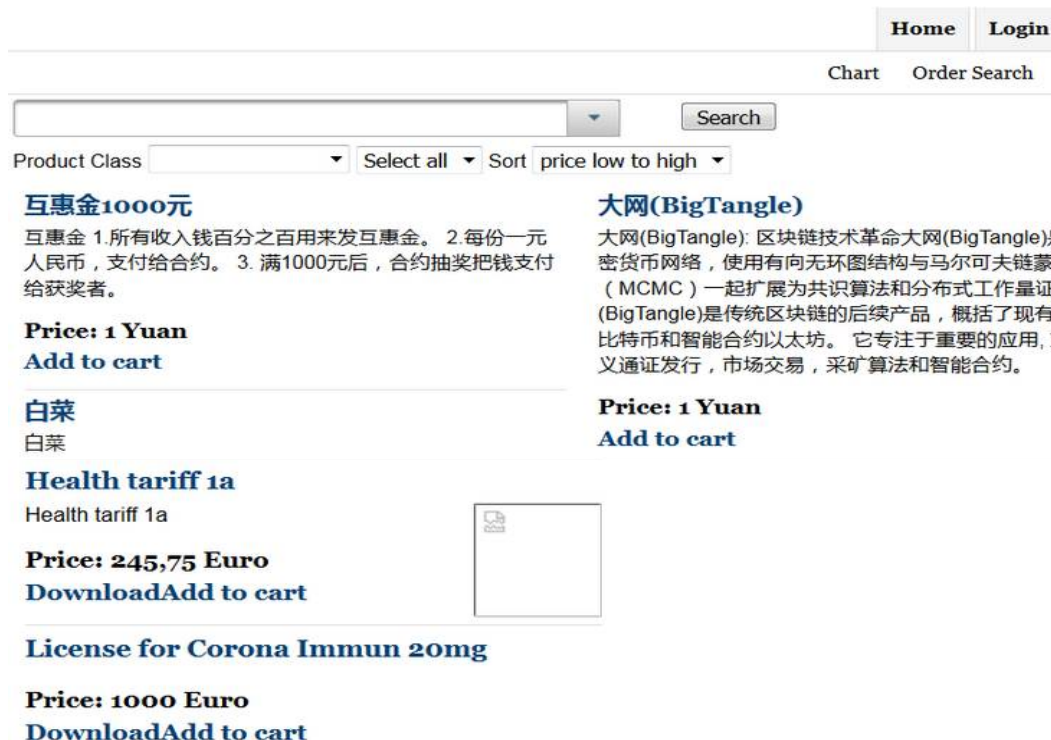 Home Login
Chart Order Search
Search
Product Class Select all Sort price low to high
互惠金1000元
互惠金 1.所有收入钱百分之百用来发互惠金。 2.每份一元
人民币，支付给合约。 3. 满1000元后，合约抽奖把钱支付
给获奖者。
Price: 1 Yuan
Add to cart
白菜
白菜
大网(BigTangle)
大网(BigTangle): 区块链技术革命大网(BigTangle)是
密货币网络，使用有向无环图结构与马尔可夫链蒙
（MCMC）一起扩展为共识算法和分布式工作量证
(BigTangle)是传统区块链的后续产品，概括了现有
比特币和智能合约以太坊。 它专注于重要的应用,
义通证发行，市场交易，采矿算法和智能合约。
Price: 1 Yuan
Add to cart
Health tariff 1a
Health tariff 1a
Price: 245,75 Euro
DownloadAdd to cart
License for Corona Immun 20mg
Price: 1000 Euro
DownloadAdd to cart